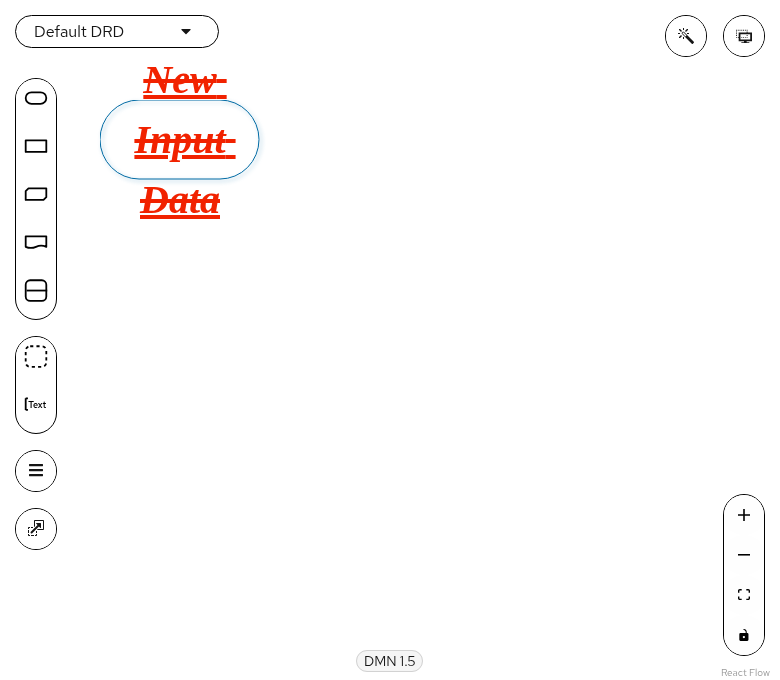 Default DRD
New
Input
Data
Text
DMN 1.5
React Flow